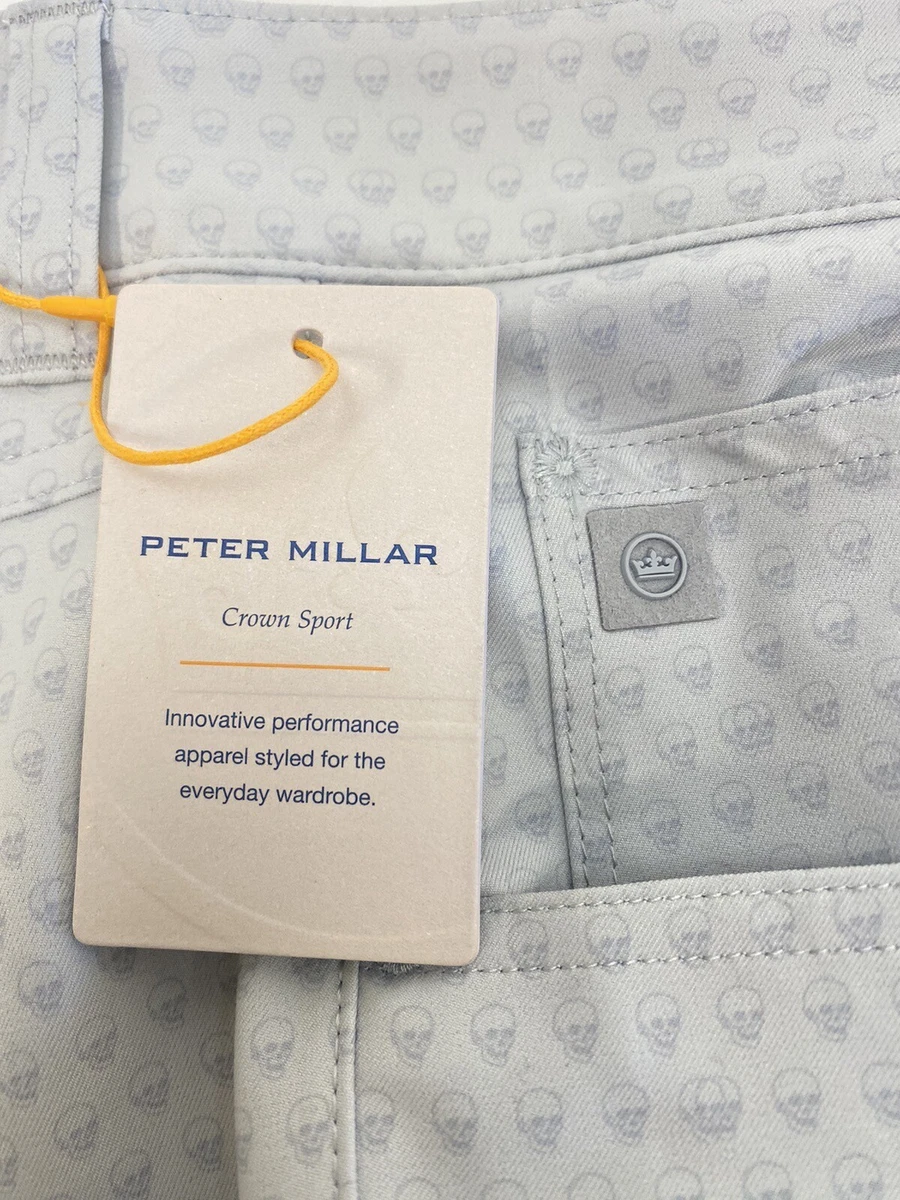 PETER MILLAR
Crown Sport
Innovative performance
apparel styled for the
everyday wardrobe.